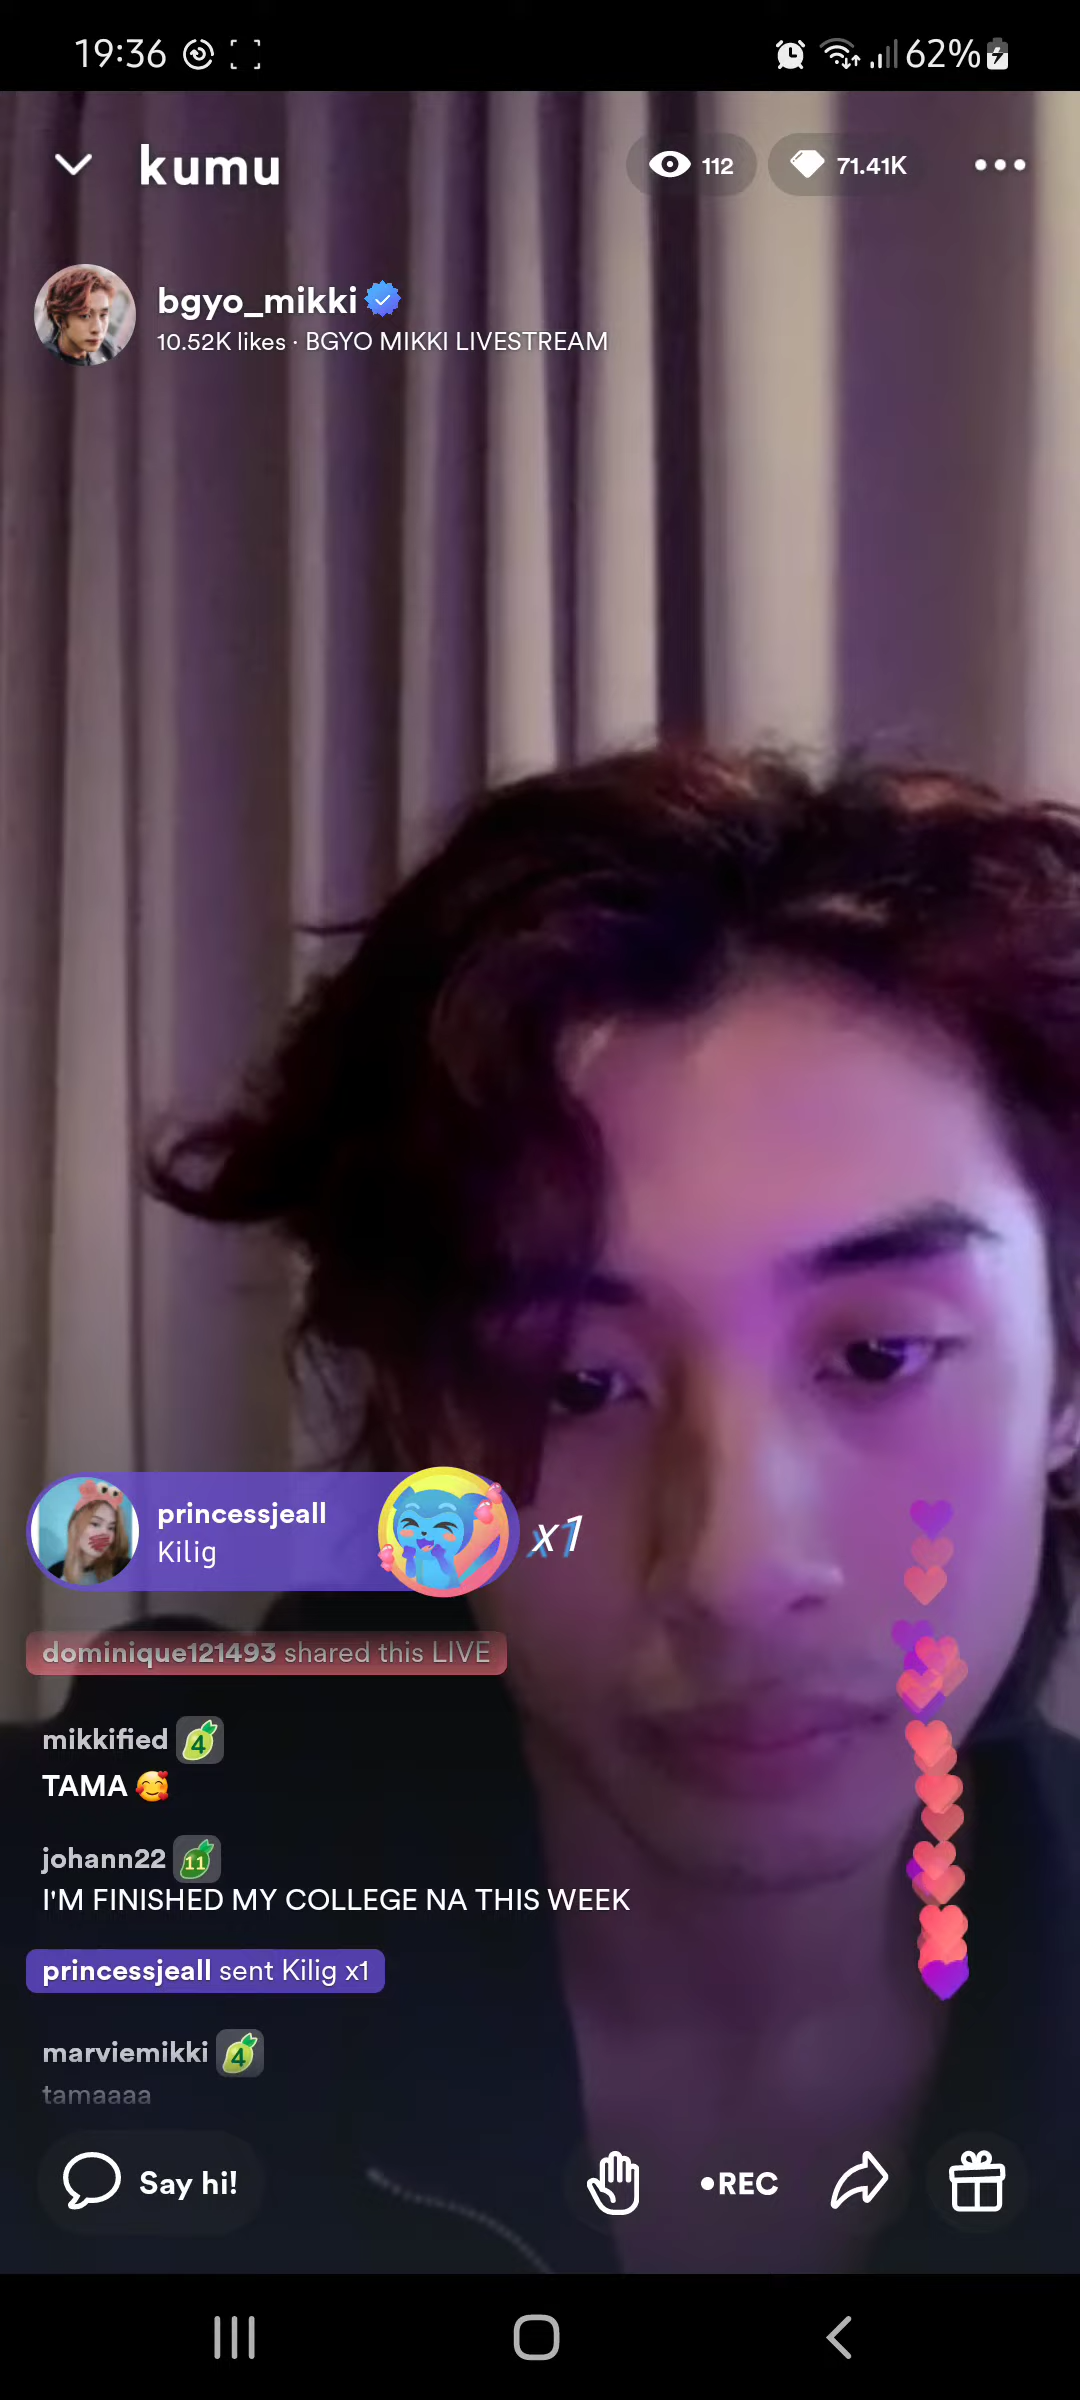 19:36
62%
kumu
112
71.41K
bgyo_mikki
10.52K likes · BGYO MIKKI LIVESTREAM
princessjeall
Kilig
x1
dominique121493 shared this LIVE
mikkified 4
TAMA 🥰
johann22 11
I'M FINISHED MY COLLEGE NA THIS WEEK
princessjeall sent Kilig x1
marviemikki 4
tamaaaa
Say hi!
•REC